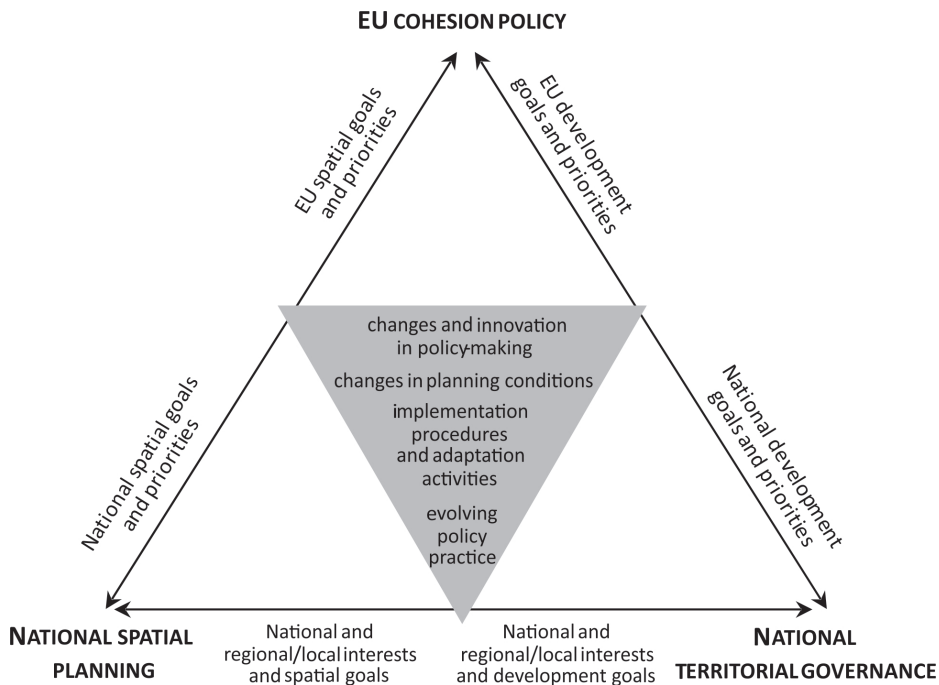 EU COHESION POLICY
EU spatial goals
and priorities
EU development
goals and priorities
changes and innovation
in policy-making
changes in planning conditions
implementation
procedures
and adaptation
activities
evolving
policy
practice
National spatial goals
and priorities
National development
goals and priorities
NATIONAL SPATIAL
PLANNING
National and
regional/local interests
and spatial goals
National and
regional/local interests
and development goals
NATIONAL
TERRITORIAL GOVERNANCE